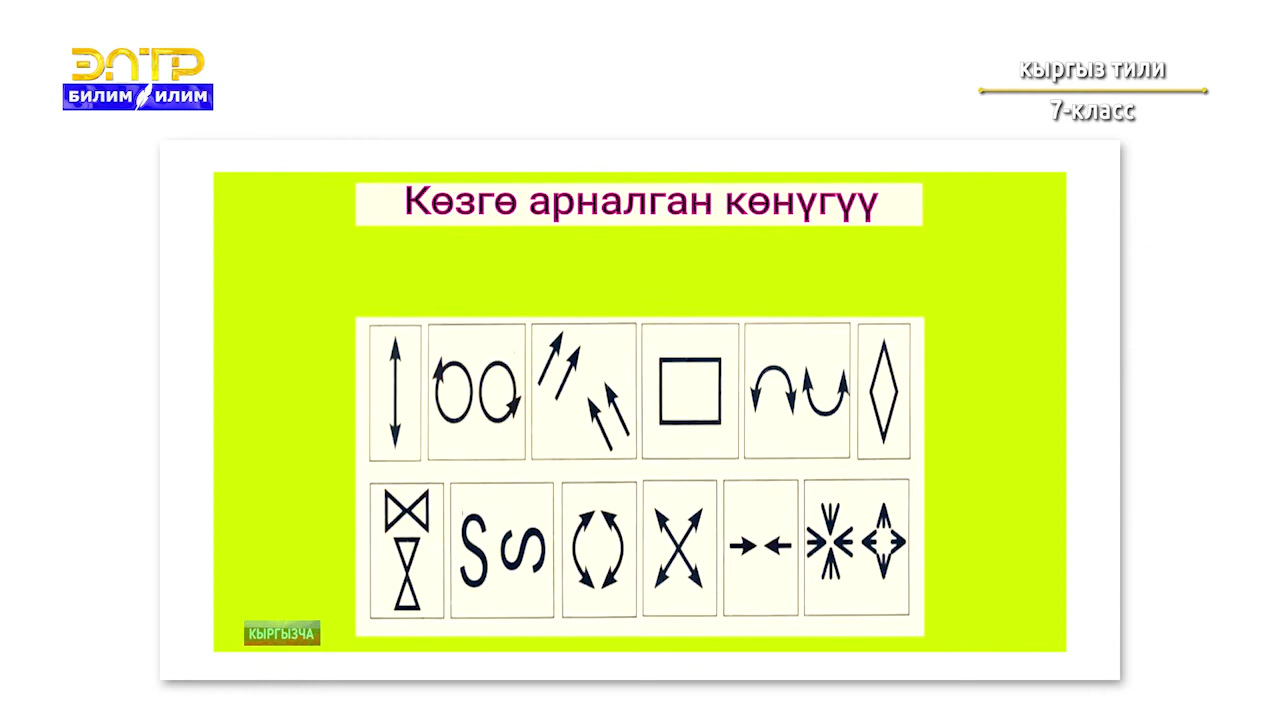 ЭЛТР
БИЛИМ ИЛИМ
кыргыз тили
7-класс
Көзгө арналган көнүгүү
S S
КЫРГЫЗЧА